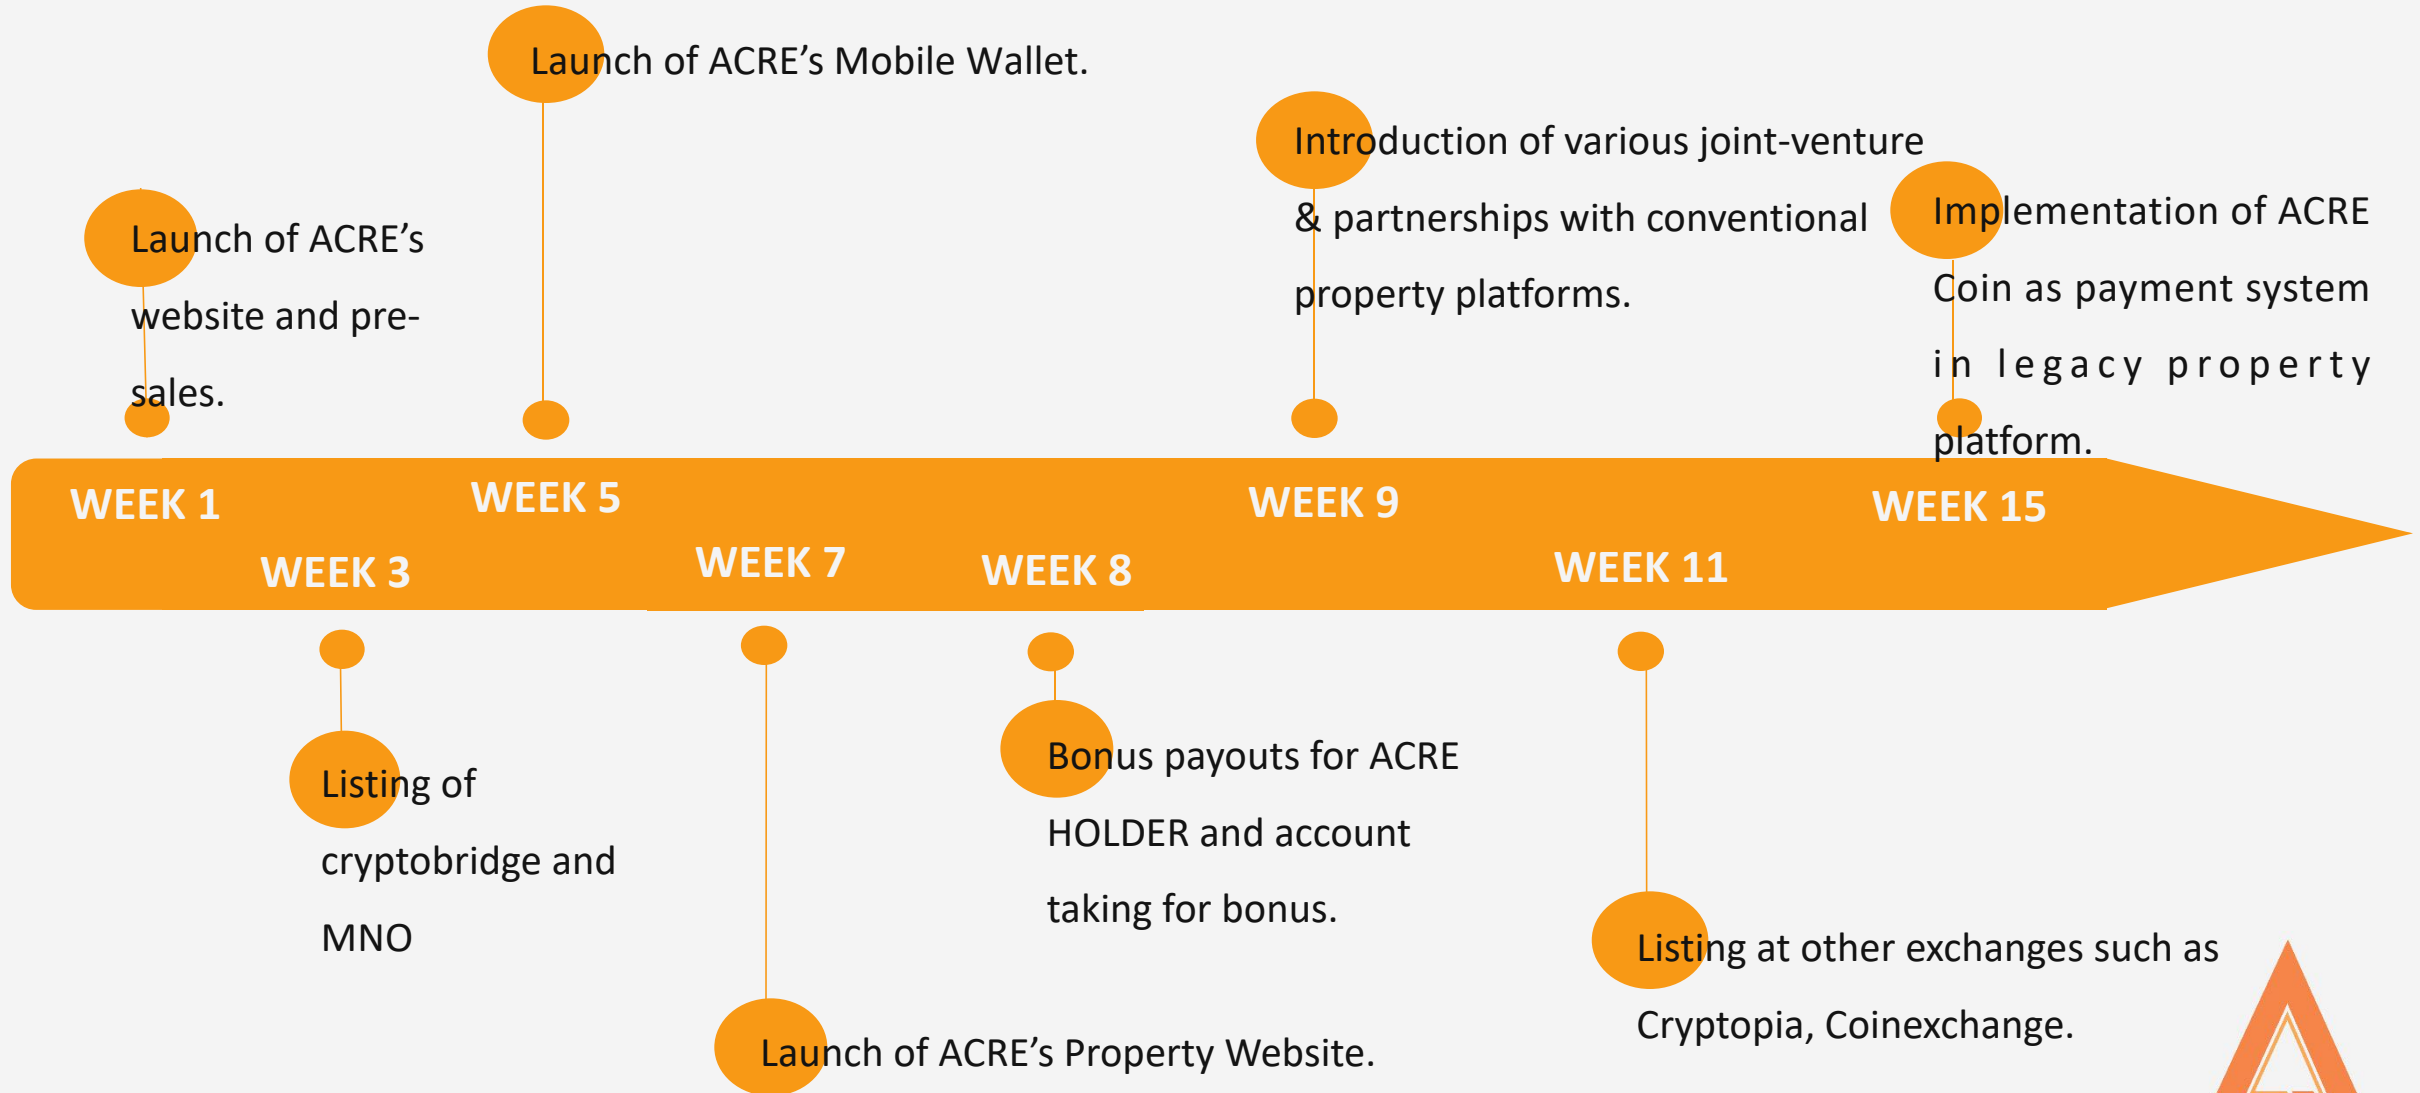 Launch of ACRE’s Mobile Wallet.
Launch of ACRE’s
website and pre-
sales.
Introduction of various joint-venture
& partnerships with conventional
property platforms.
Implementation of ACRE
Coin as payment system
in legacy property
platform.
WEEK 1
WEEK 3
WEEK 5
WEEK 7
WEEK 8
WEEK 9
WEEK 11
WEEK 15
Listing of
cryptobridge and
MNO
Launch of ACRE’s Property Website.
Bonus payouts for ACRE
HOLDER and account
taking for bonus.
Listing at other exchanges such as
Cryptopia, Coinexchange.